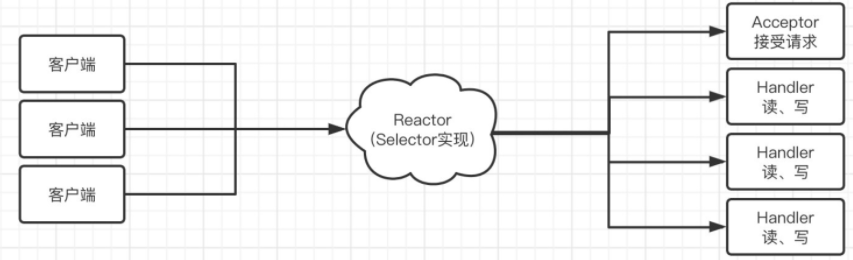 客户端
客户端
客户端
Reactor
(Selector实现)
Acceptor
接受请求
Handler
读、写
Handler
读、写
Handler
读、写